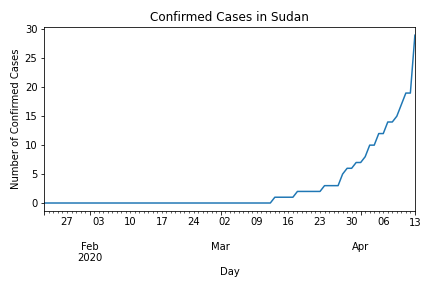 Confirmed Cases in Sudan
30
25
20
15
10
5
0
Number of Confirmed Cases
27 03 10 17 24 02 09 16 23 30 06 13
Feb Mar Apr
2020
Day